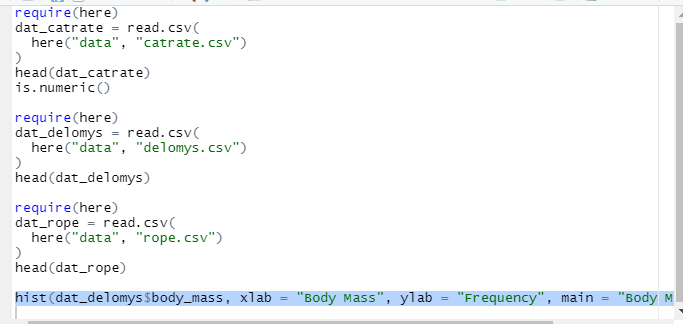 require(here)
dat_catrate = read.csv(
  here("data", "catrate.csv")
)
head(dat_catrate)
is.numeric()

require(here)
dat_delomys = read.csv(
  here("data", "delomys.csv")
)
head(dat_delomys)

require(here)
dat_rope = read.csv(
  here("data", "rope.csv")
)
head(dat_rope)

hist(dat_delomys$body_mass, xlab = "Body Mass", ylab = "Frequency", main = "Body M